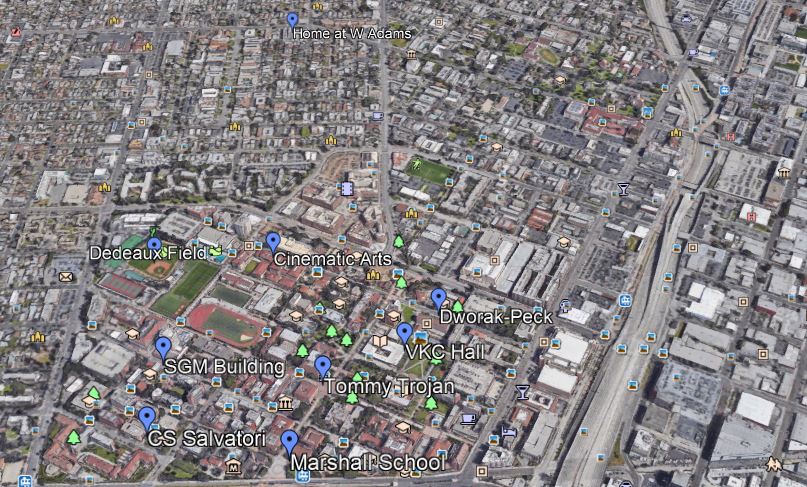 Home at W Adams
Dedeaux Field
Cinematic Arts
Dworak-Peck
VKC Hall
SGM Building
Tommy Trojan
CS Salvatori
Marshall School